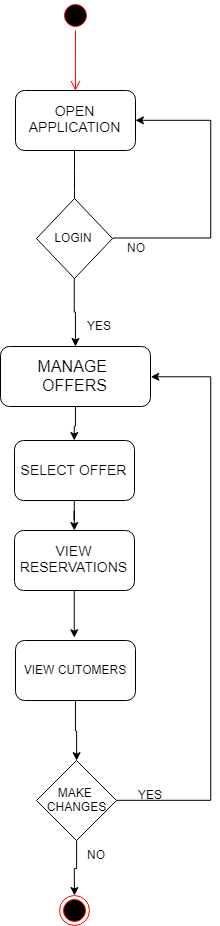 OPEN
APPLICATION
LOGIN
NO
YES
MANAGE
OFFERS
SELECT OFFER
VIEW
RESERVATIONS
VIEW CUTOMERS
MAKE
CHANGES
YES
NO